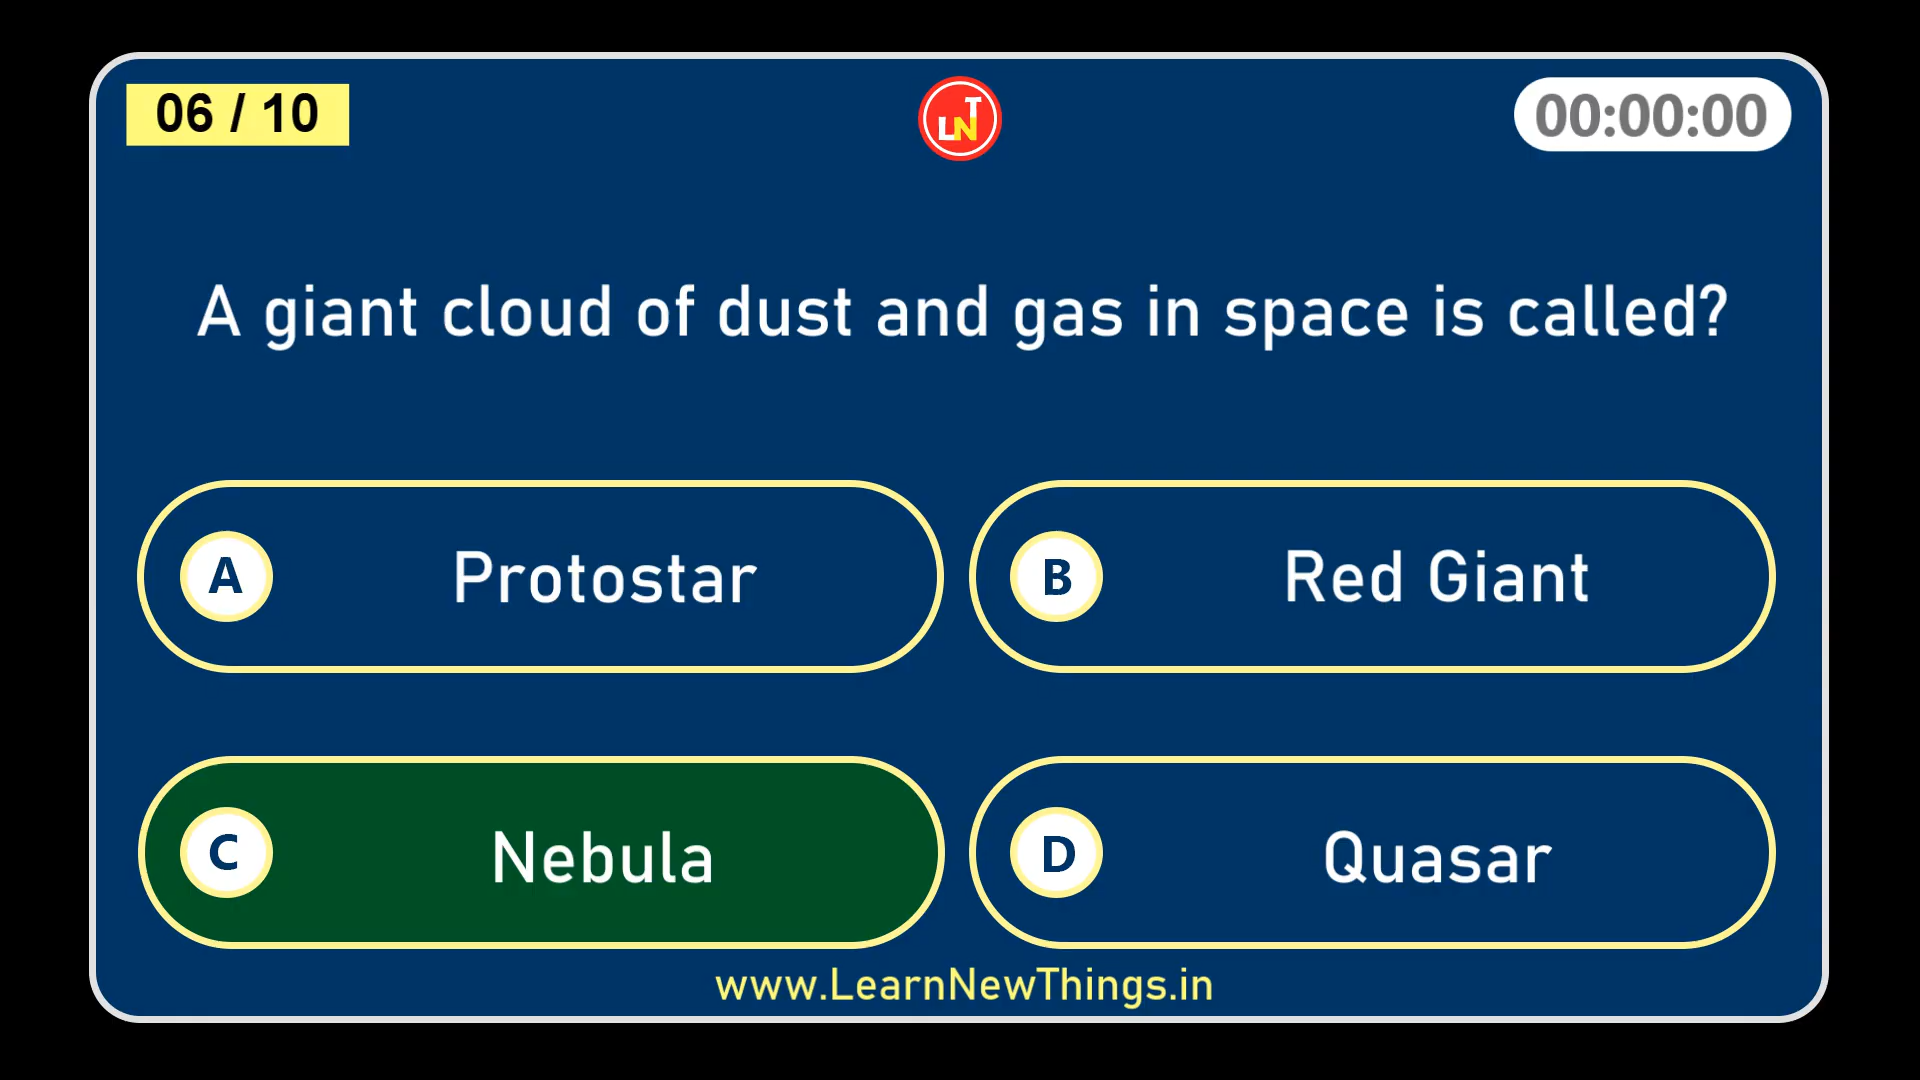 06 / 10
LNT
00:00:00
A giant cloud of dust and gas in space is called?
A Protostar
B Red Giant
C Nebula
D Quasar
www.LearnNewThings.in